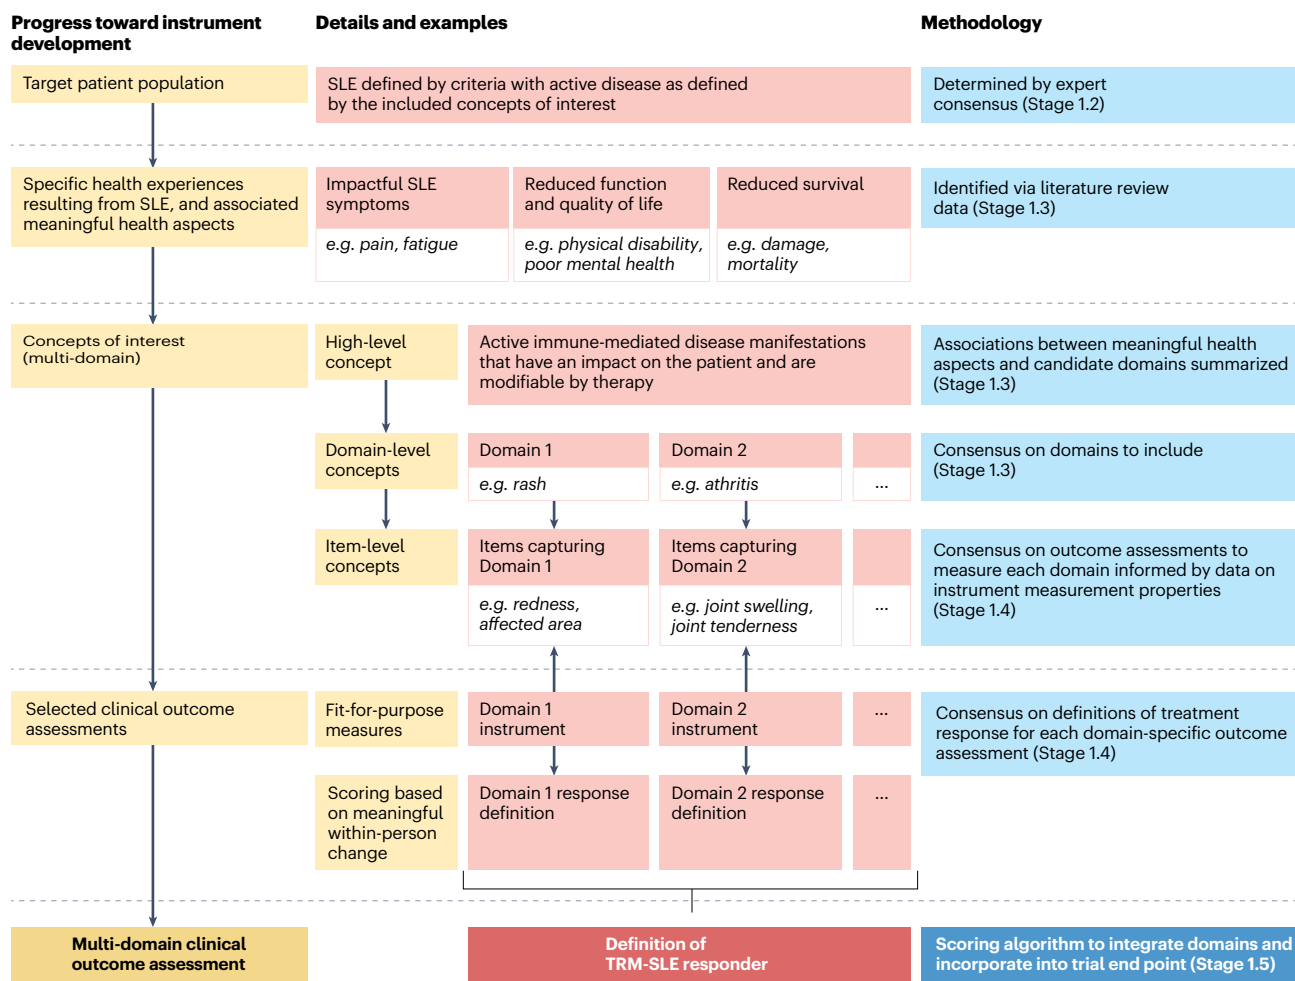 Progress toward instrument
development
Details and examples
Methodology
Target patient population
SLE defined by criteria with active disease as defined
by the included concepts of interest
Determined by expert
consensus (Stage 1.2)
Specific health experiences
resulting from SLE, and associated
meaningful health aspects
Impactful SLE
symptoms
e.g. pain, fatigue
Reduced function
and quality of life
e.g. physical disability,
poor mental health
Reduced survival
e.g. damage,
mortality
Identified via literature review
data (Stage 1.3)
Concepts of interest
(multi-domain)
High-level
concept
Active immune-mediated disease manifestations
that have an impact on the patient and are
modifiable by therapy
Associations between meaningful health
aspects and candidate domains summarized
(Stage 1.3)
Domain-level
concepts
Domain 1
e.g. rash
Domain 2
e.g. athritis
...
Consensus on domains to include
(Stage 1.3)
Item-level
concepts
Items capturing
Domain 1
e.g. redness,
affected area
Items capturing
Domain 2
e.g. joint swelling,
joint tenderness
...
Consensus on outcome assessments to
measure each domain informed by data on
instrument measurement properties
(Stage 1.4)
Selected clinical outcome
assessments
Fit-for-purpose
measures
Domain 1
instrument
Domain 2
instrument
...
Consensus on definitions of treatment
response for each domain-specific outcome
assessment (Stage 1.4)
Scoring based
on meaningful
within-person
change
Domain 1 response
definition
Domain 2 response
definition
...
Multi-domain clinical
outcome assessment
Definition of
TRM-SLE responder
Scoring algorithm to integrate domains and
incorporate into trial end point (Stage 1.5)